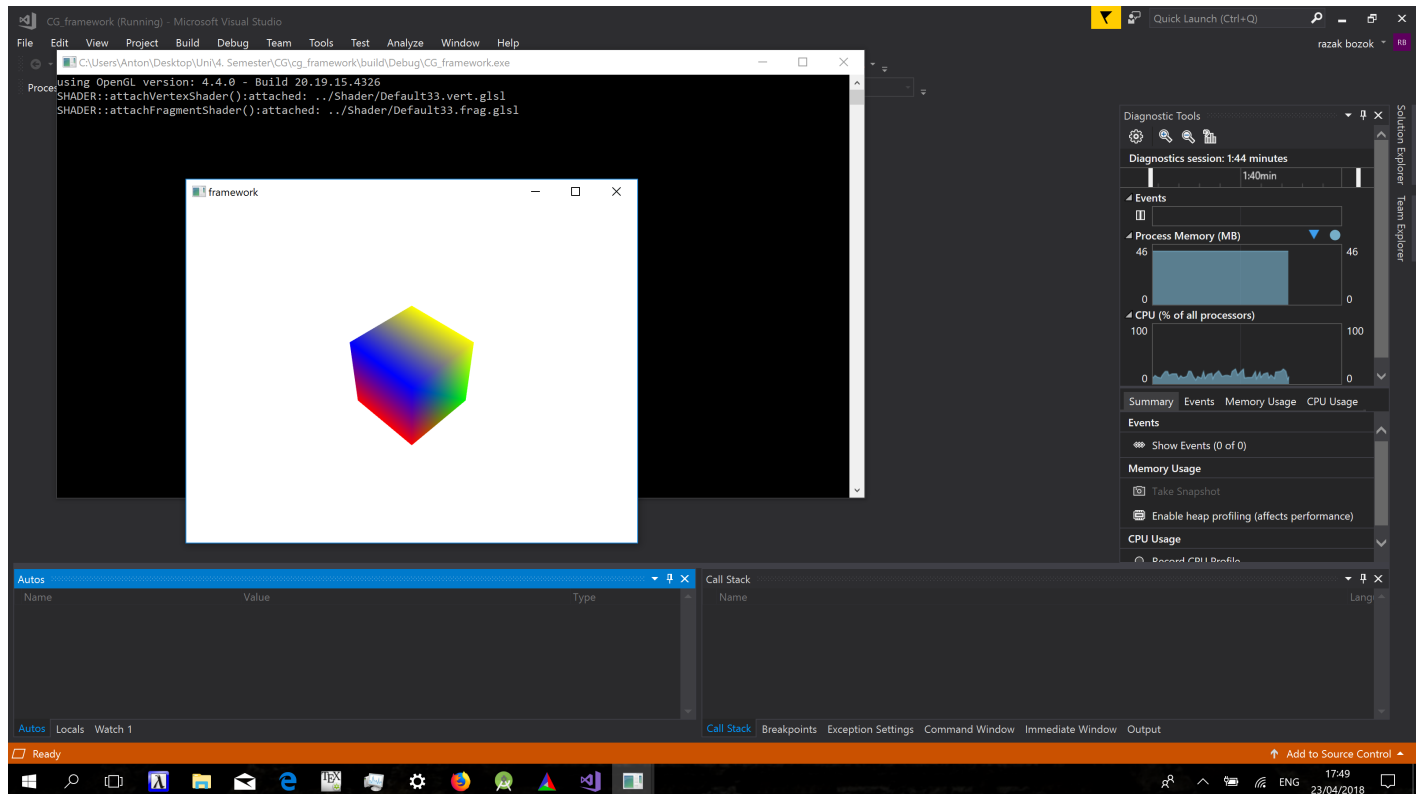 CG_framework (Running) - Microsoft Visual Studio
Quick Launch (Ctrl+Q)
File Edit View Project Build Debug Team Tools Test Analyze Window Help
razak bozok RB
C:\Users\Anton\Desktop\Uni\4. Semester\CG\cg_framework\build\Debug\CG_framework.exe
Proces
using OpenGL version: 4.4.0 - Build 20.19.15.4326
SHADER::attachVertexShader():attached: ../Shader/Default33.vert.glsl
SHADER::attachFragmentShader():attached: ../Shader/Default33.frag.glsl
framework
Diagnostic Tools
Diagnostics session: 1:44 minutes
1:40min
Events
Process Memory (MB)
46 46
0 0
CPU (% of all processors)
100 100
0 0
Summary Events Memory Usage CPU Usage
Events
Show Events (0 of 0)
Memory Usage
Take Snapshot
Enable heap profiling (affects performance)
CPU Usage
Record CPU Profile
Solution Explorer
Team Explorer
Autos
Name Value Type
Autos Locals Watch 1
Call Stack
Name Lang
Call Stack Breakpoints Exception Settings Command Window Immediate Window Output
Ready
Add to Source Control
TEX
ENG
17:49
23/04/2018